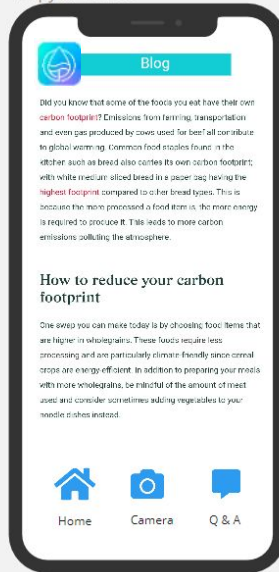 Blog
Did you know that some of the foods you eat have their own
carbon footprint? Emissions from farming, transportation
and even gas produced by cows used for beef all contribute
to global warming. Common food staples found in the
kitchen such as bread also carries its own carbon footprint;
with white medium sliced bread in a paper bag having the
highest footprint compared to other bread types. This is
because the more processed a food item is, the more energy
is required to produce it. This leads to more carbon
emissions polluting the atmosphere.
How to reduce your carbon
footprint
One swap you can make today is by choosing food items that
are higher in wholegrains. These foods require less
processing and are particularly climate-friendly since cereal
crops are energy-efficient. In addition to preparing your meals
with more wholegrains, be mindful of the amount of meat
used and consider sometimes adding vegetables to your
noodle dishes instead.
Home
Camera
Q & A